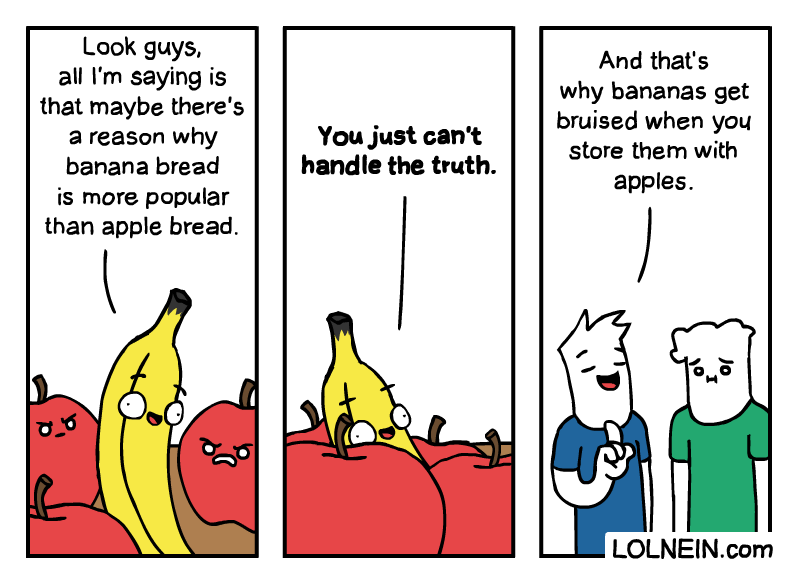 Look guys,
all I'm saying is
that maybe there's
a reason why
banana bread
is more popular
than apple bread.
You just can't
handle the truth.
And that's
why bananas get
bruised when you
store them with
apples.
LOLNEIN.com